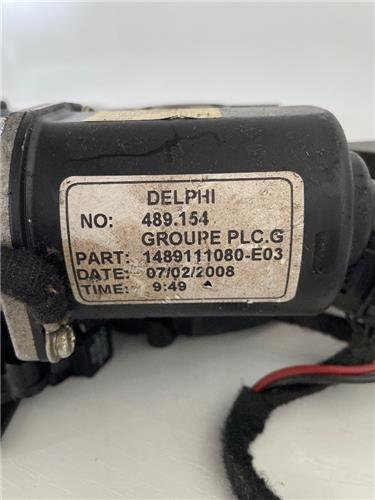 DELPHI
NO: 489.154
GROUPE PLC.G
PART: 1489111080-E03
DATE: 07/02/2008
TIME: 9:49